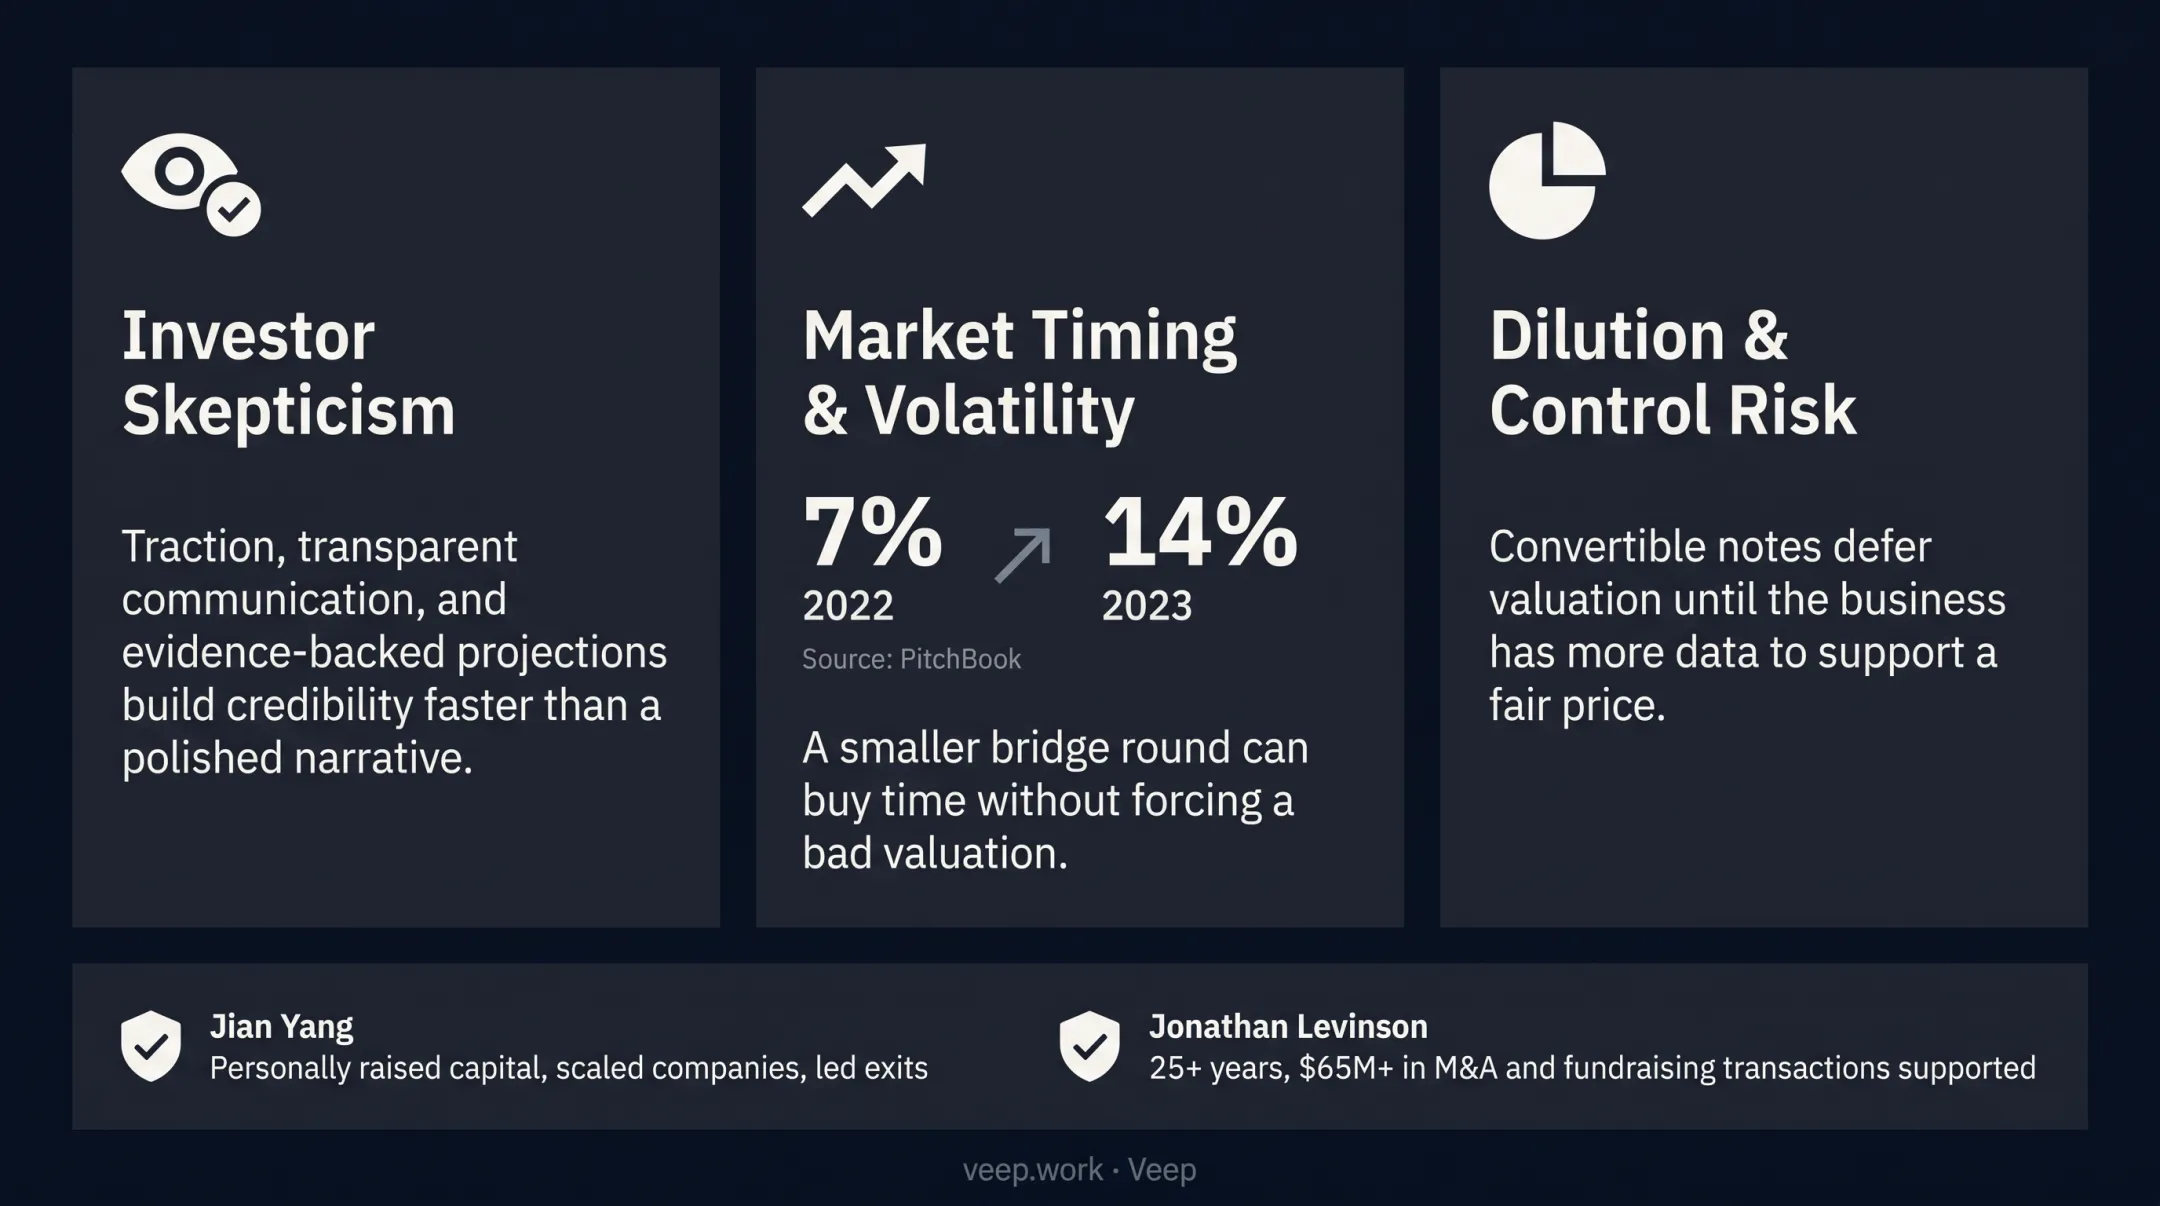 Investor
Skepticism
Traction, transparent
communication, and
evidence-backed projections
build credibility faster than a
polished narrative.
Market Timing
& Volatility
7%
2022
14%
2023
Source: PitchBook
A smaller bridge round can
buy time without forcing a
bad valuation.
Dilution &
Control Risk
Convertible notes defer
valuation until the business
has more data to support a
fair price.
Jian Yang
Personally raised capital, scaled companies, led exits
Jonathan Levinson
25+ years, $65M+ in M&A and fundraising transactions supported
veep.work · Veep